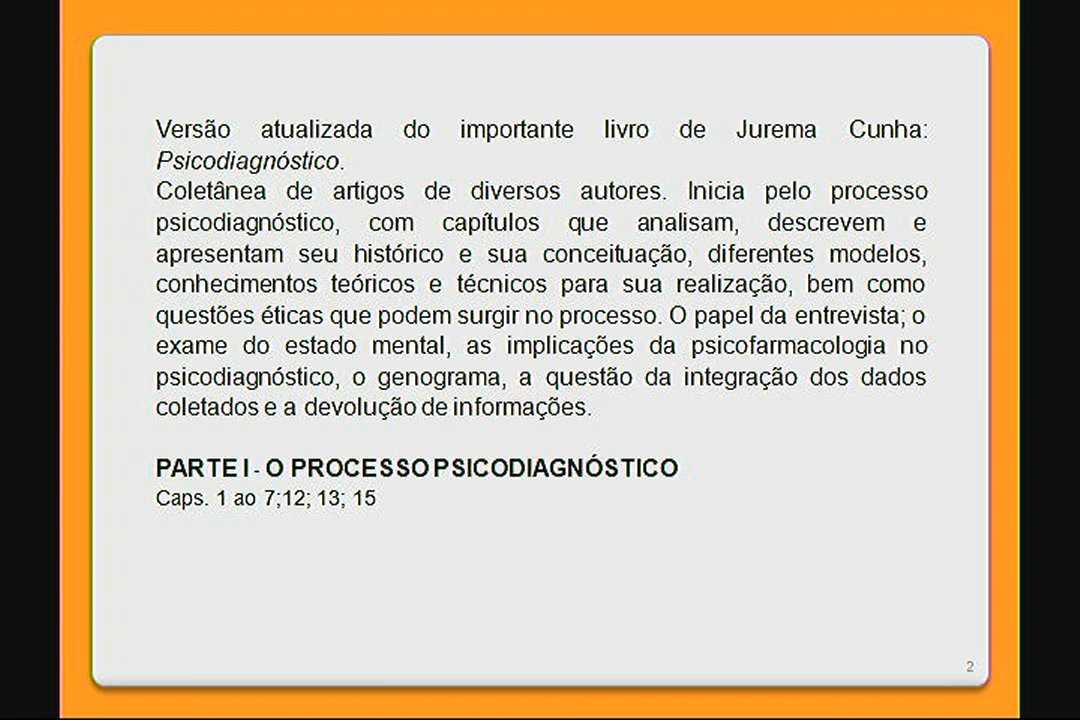 Versão atualizada do importante livro de Jurema Cunha:
Psicodiagnóstico.
Coletânea de artigos de diversos autores. Inicia pelo processo
psicodiagnóstico, com capítulos que analisam, descrevem e
apresentam seu histórico e sua conceituação, diferentes modelos,
conhecimentos teóricos e técnicos para sua realização, bem como
questões éticas que podem surgir no processo. O papel da entrevista; o
exame do estado mental, as implicações da psicofarmacologia no
psicodiagnóstico, o genograma, a questão da integração dos dados
coletados e a devolução de informações.
PARTE I - O PROCESSO PSICODIAGNÓSTICO
Caps. 1 ao 7;12; 13; 15
2